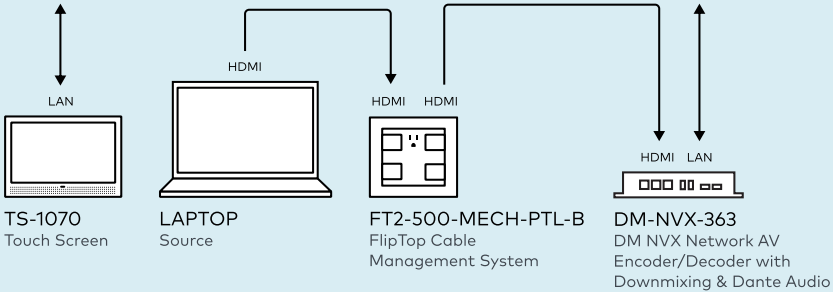 HDMI
LAN
HDMI HDMI
HDMI LAN
TS-1070
Touch Screen
LAPTOP
Source
FT2-500-MECH-PTL-B
FlipTop Cable
Management System
DM-NVX-363
DM NVX Network AV
Encoder/Decoder with
Downmixing & Dante Audio